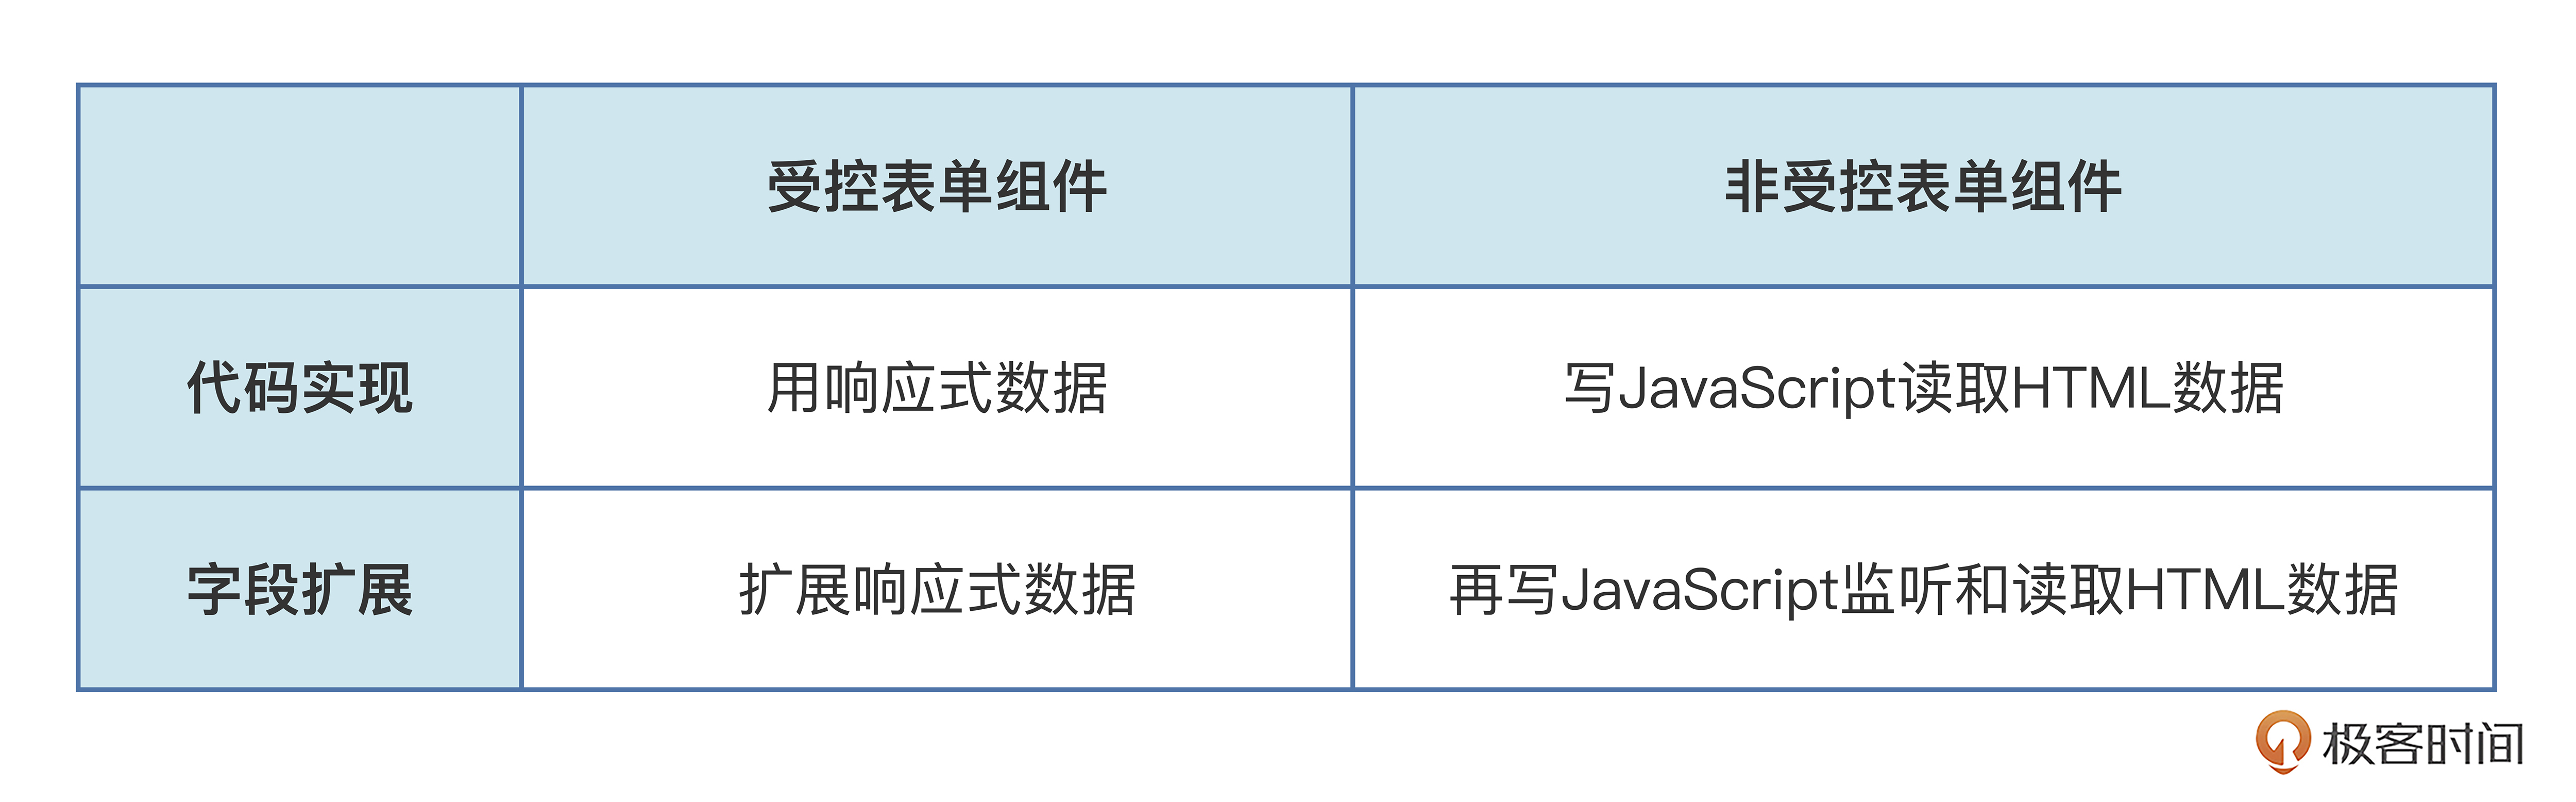 受控表单组件 非受控表单组件
代码实现 用响应式数据 写JavaScript读取HTML数据
字段扩展 扩展响应式数据 再写JavaScript监听和读取HTML数据
极客时间